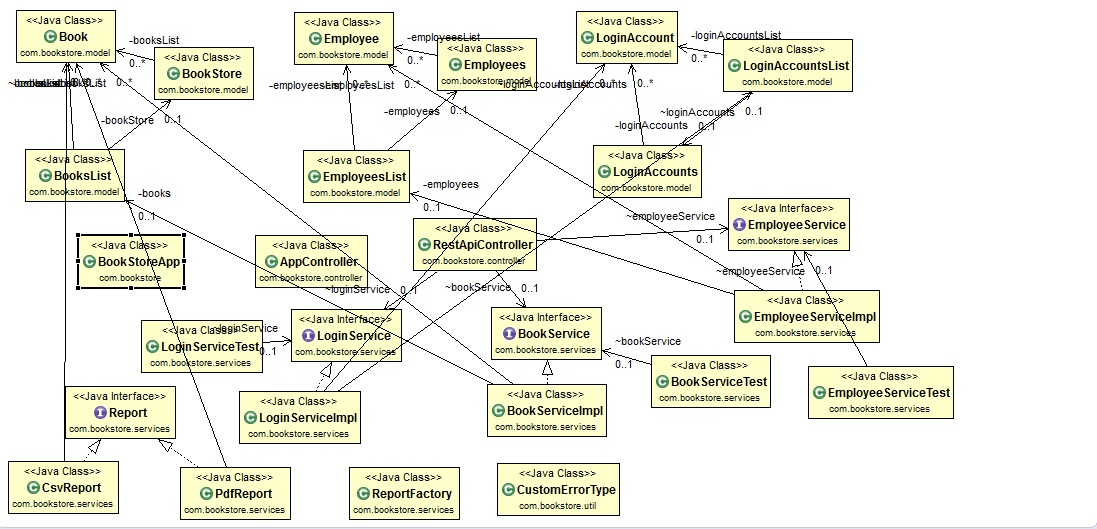 <<Java Class>>
Book
com.bookstore.model
<<Java Class>>
Employee
com.bookstore.model
<<Java Class>>
LoginAccount
com.bookstore.model
-booksList
0..*
<<Java Class>>
BookStore
com.bookstore.model
0..*
-employeesList
0..*
<<Java Class>>
Employees
com.bookstore.model
-loginAccountsList
0..*
<<Java Class>>
LoginAccountsList
com.bookstore.model
-bookStore
0..1
0..*
-employees
0..1
0..*
-loginAccounts
~loginAccounts
0..1
0..1
<<Java Class>>
BooksList
com.bookstore.model
<<Java Class>>
EmployeesList
com.bookstore.model
<<Java Class>>
LoginAccounts
com.bookstore.model
-books
0..1
-employees
0..1
<<Java Interface>>
EmployeeService
com.bookstore.services
~employeeService
0..1
<<Java Class>>
BookStoreApp
com.bookstore
<<Java Class>>
AppController
com.bookstore.controller
<<Java Class>>
RestApiController
com.bookstore.controller
~employeeService
0..1
~loginService
0..1
~bookService
0..1
<<Java Class>>
EmployeeServiceImpl
com.bookstore.services
<<Java Class>>
LoginServiceTest
com.bookstore.services
~loginService
0..1
<<Java Interface>>
LoginService
com.bookstore.services
<<Java Interface>>
BookService
com.bookstore.services
~bookService
0..1
<<Java Class>>
BookServiceTest
com.bookstore.services
<<Java Class>>
EmployeeServiceTest
com.bookstore.services
<<Java Interface>>
Report
com.bookstore.services
<<Java Class>>
LoginServiceImpl
com.bookstore.services
<<Java Class>>
BookServiceImpl
com.bookstore.services
<<Java Class>>
CsvReport
com.bookstore.services
<<Java Class>>
PdfReport
com.bookstore.services
<<Java Class>>
ReportFactory
com.bookstore.services
<<Java Class>>
CustomErrorType
com.bookstore.util